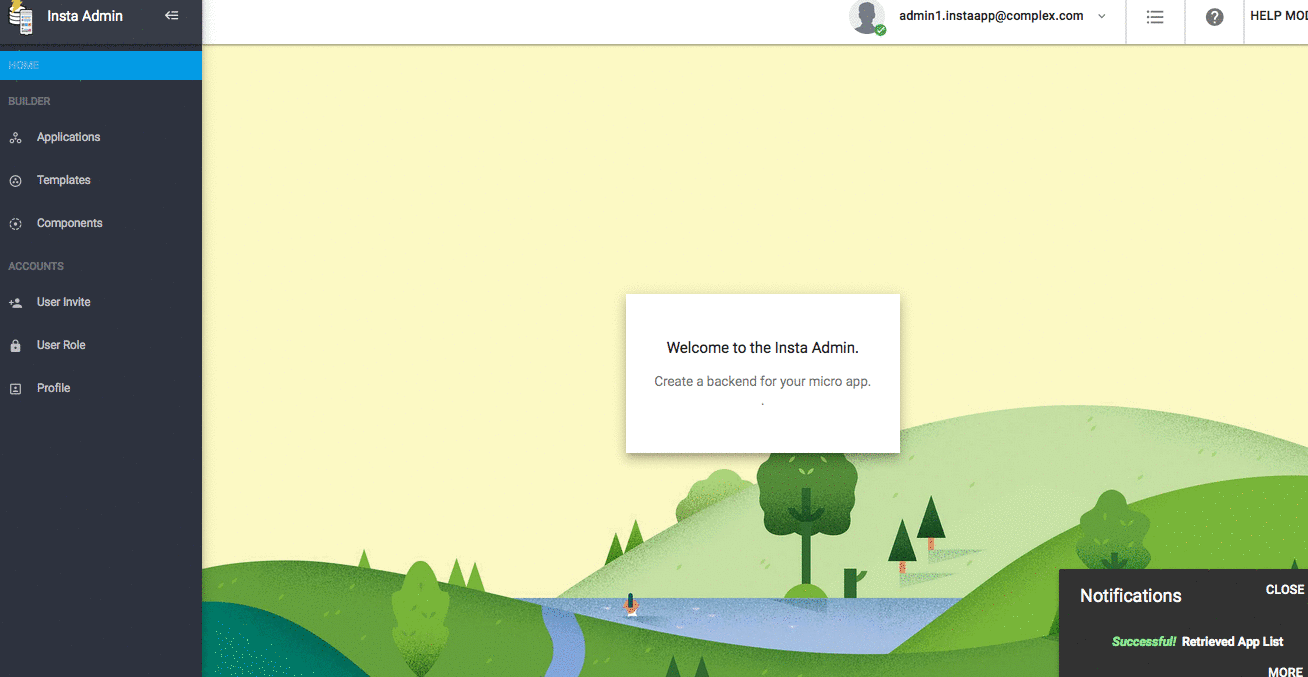 Insta Admin
admin1.instaapp@complex.com
HELP MOD
HOME
BUILDER
Applications
Templates
Components
ACCOUNTS
User Invite
User Role
Profile
Welcome to the Insta Admin.
Create a backend for your micro app.
.
Notifications
CLOSE
Successful! Retrieved App List
MORE